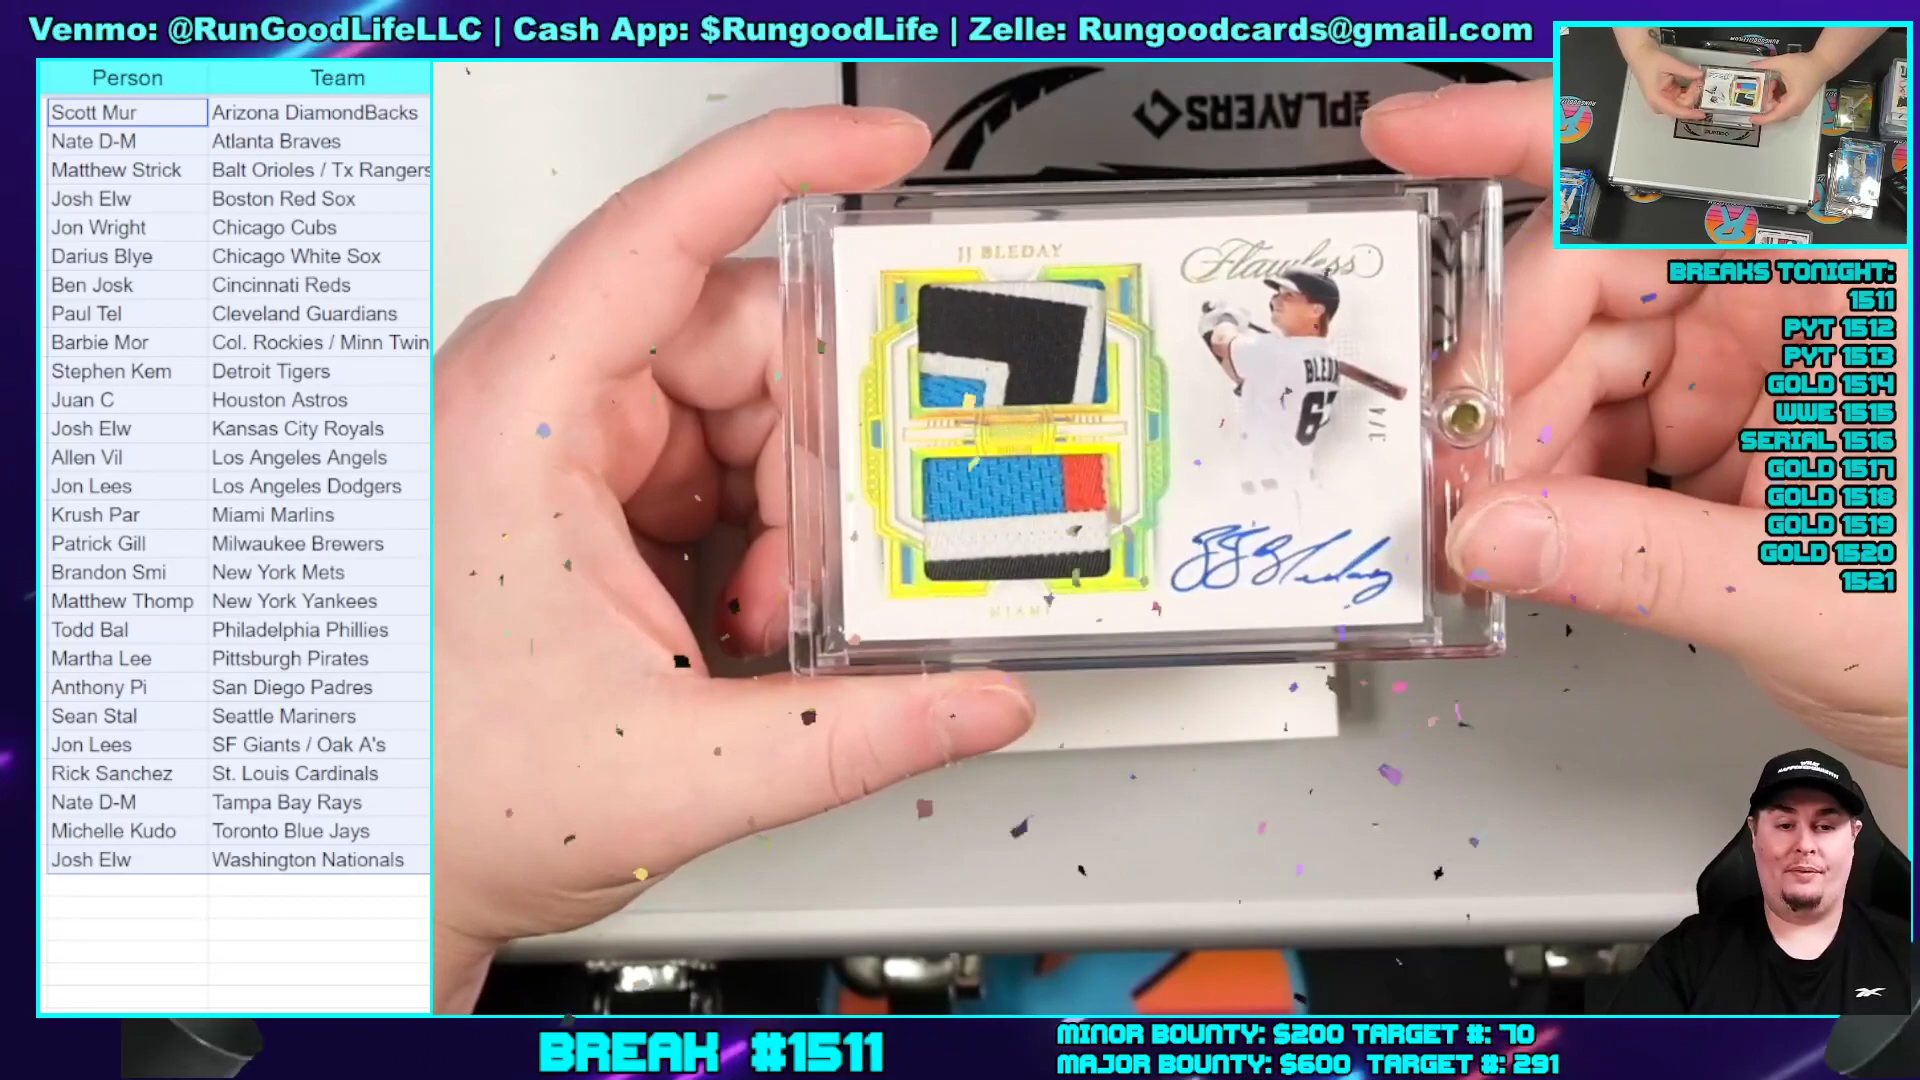 Venmo: @RunGoodLifeLLC | Cash App: $RungoodLife | Zelle: Rungoodcards@gmail.com
Person Team
Scott Mur Arizona DiamondBacks
Nate D-M Atlanta Braves
Matthew Strick Balt Orioles / Tx Rangers
Josh Elw Boston Red Sox
Jon Wright Chicago Cubs
Darius Blye Chicago White Sox
Ben Josk Cincinnati Reds
Paul Tel Cleveland Guardians
Barbie Mor Col. Rockies / Minn Twin
Stephen Kem Detroit Tigers
Juan C Houston Astros
Josh Elw Kansas City Royals
Allen Vil Los Angeles Angels
Jon Lees Los Angeles Dodgers
Krush Par Miami Marlins
Patrick Gill Milwaukee Brewers
Brandon Smi New York Mets
Matthew Thomp New York Yankees
Todd Bal Philadelphia Phillies
Martha Lee Pittsburgh Pirates
Anthony Pi San Diego Padres
Sean Stal Seattle Mariners
Jon Lees SF Giants / Oak A's
Rick Sanchez St. Louis Cardinals
Nate D-M Tampa Bay Rays
Michelle Kudo Toronto Blue Jays
Josh Elw Washington Nationals
PLAYERS
JJ BLEDAY
Flawless
BLEDA
67
3/4
JJ Bleday
MIAMI
BREAKS TONIGHT:
1511
PYT 1512
PYT 1513
GOLD 1514
WWE 1515
SERIAL 1516
GOLD 1517
GOLD 1518
GOLD 1519
GOLD 1520
1521
BREAK #1511
MINOR BOUNTY: $200 TARGET #: 70
MAJOR BOUNTY: $600 TARGET #: 291